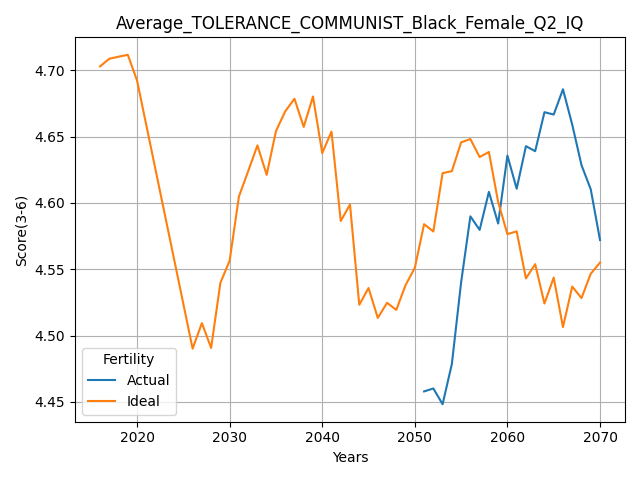 Average_TOLERANCE_COMMUNIST_Black_Female_Q2_IQ
Score(3-6)
4.70
4.65
4.60
4.55
4.50
4.45
Fertility
Actual
Ideal
2020 2030 2040 2050 2060 2070
Years